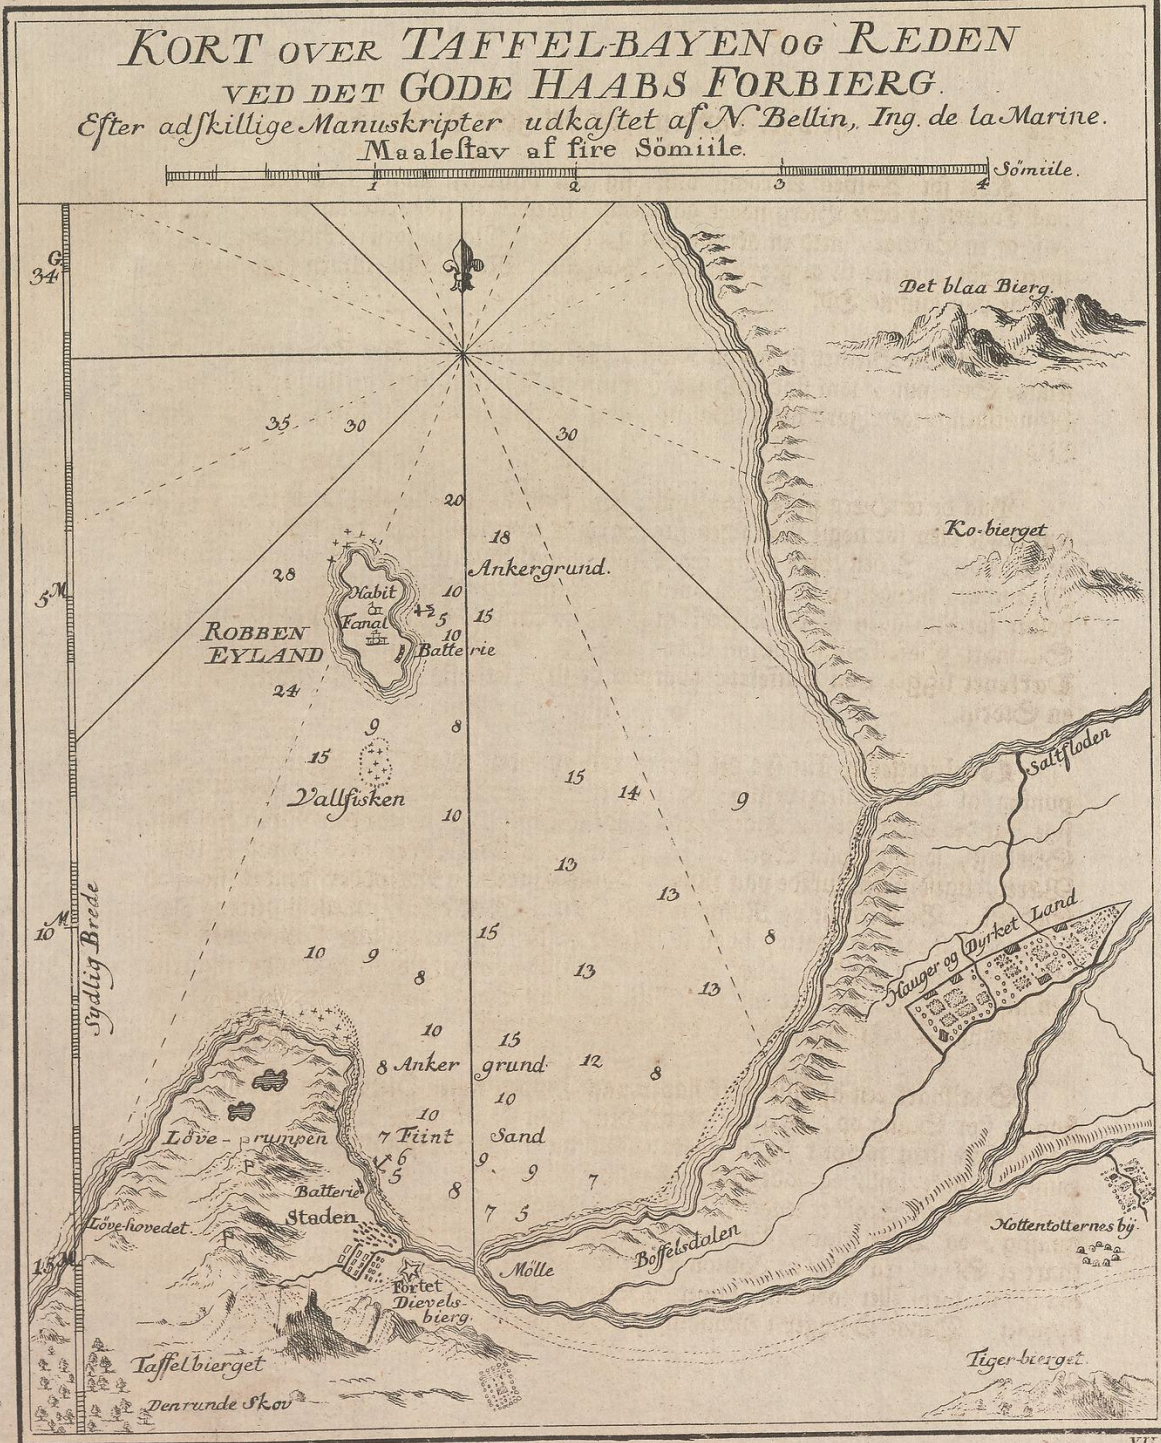 KORT OVER TAFFEL-BAYEN OG REDEN
VED DET GODE HAABS FORBIERG.
Efter adſkillige Manuskripter udkaſtet af N. Bellin, Ing. de la Marine.
Maaleſtav af fire Sömiile.
1 2 3 4 Sömiile.
G.
34
Det blaa Bierg.
35 30 30
20
18
Ko-bierget
Ankergrund.
28
5 M
Habit
10
Fanal
5 15
10
ROBBEN
EYLAND
Batterie
24
9 8
15
Saltfloden
Vallfisken
15 14 9
10
13
13
Sydlig Brede
10 M
Hauger og Dyrket Land
15
8
10 9
8
13
13
10
15
8 Anker grund 12
8
10
10
Löve-rumpen
7 Fiint Sand
6
5
9
9
7
8
Batterie
Staden
7 5
Löve-hovedet
Hottentotternes bÿ.
Böffelsdalen
15 M
Mölle
Fortet
Dievels-
bierg.
Taffelbierget
Tiger-bierget.
Den runde Skov